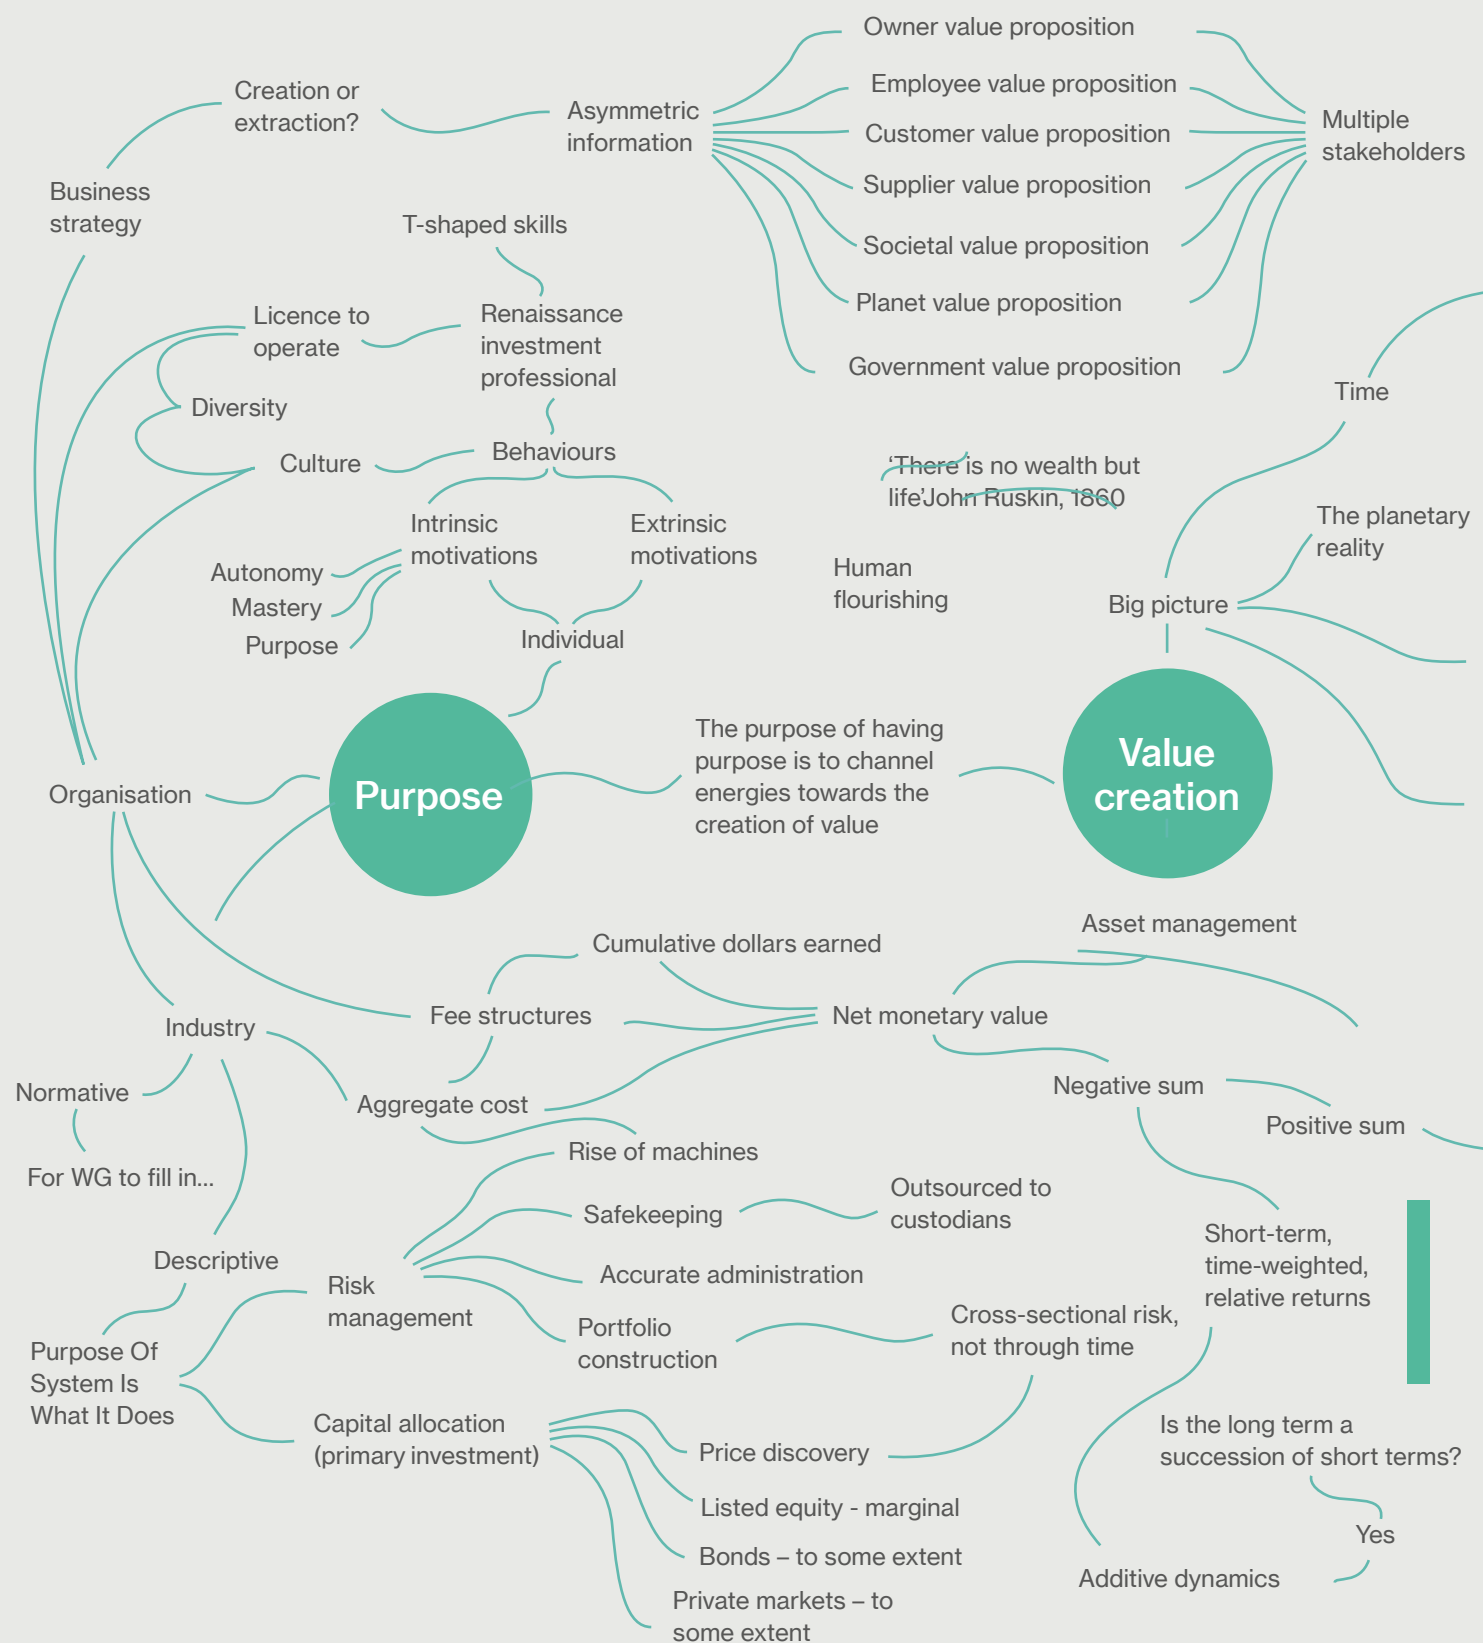 Owner value proposition
Creation or
extraction?
Asymmetric
information
Employee value proposition
Customer value proposition
Multiple
stakeholders
Business
strategy
Supplier value proposition
T-shaped skills
Societal value proposition
Planet value proposition
Licence to
operate
Renaissance
investment
professional
Government value proposition
Time
Diversity
Culture
Behaviours
‘There is no wealth but
life’John Ruskin, 1860
Intrinsic
motivations
Extrinsic
motivations
The planetary
reality
Autonomy
Mastery
Purpose
Human
flourishing
Big picture
Individual
Organisation
Purpose
The purpose of having
purpose is to channel
energies towards the
creation of value
Value
creation
Asset management
Cumulative dollars earned
Industry
Fee structures
Net monetary value
Normative
Aggregate cost
Negative sum
Positive sum
For WG to fill in...
Rise of machines
Safekeeping
Outsourced to
custodians
Short-term,
time-weighted,
relative returns
Descriptive
Risk
management
Accurate administration
Portfolio
construction
Cross-sectional risk,
not through time
Purpose Of
System Is
What It Does
Capital allocation
(primary investment)
Price discovery
Is the long term a
succession of short terms?
Listed equity - marginal
Bonds – to some extent
Yes
Additive dynamics
Private markets – to
some extent